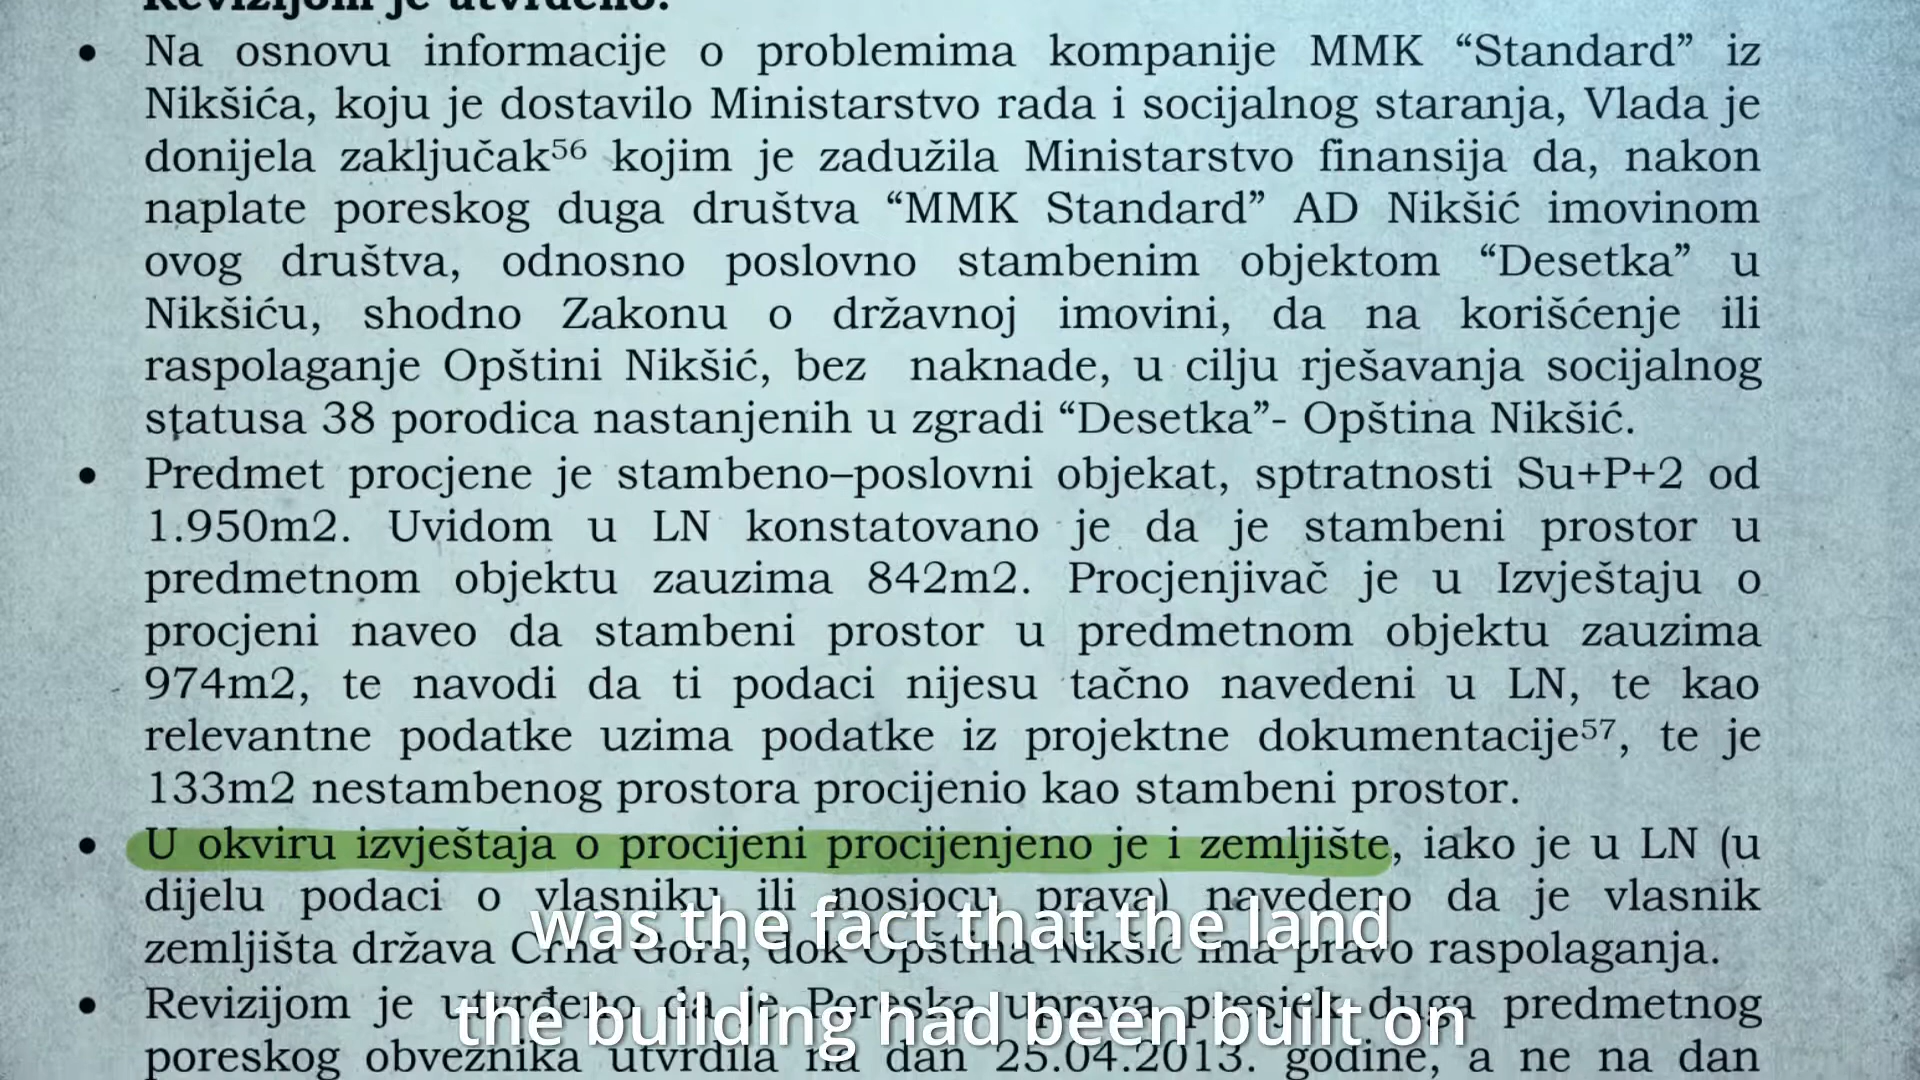 Revizijom je utvrđeno:
• Na osnovu informacije o problemima kompanije MMK “Standard” iz
Nikšića, koju je dostavilo Ministarstvo rada i socijalnog staranja, Vlada je
donijela zaključak⁵⁶ kojim je zadužila Ministarstvo finansija da, nakon
naplate poreskog duga društva “MMK Standard” AD Nikšić imovinom
ovog društva, odnosno poslovno stambenim objektom “Desetka” u
Nikšiću, shodno Zakonu o državnoj imovini, da na korišćenje ili
raspolaganje Opštini Nikšić, bez naknade, u cilju rješavanja socijalnog
statusa 38 porodica nastanjenih u zgradi “Desetka”- Opština Nikšić.
• Predmet procjene je stambeno–poslovni objekat, sptratnosti Su+P+2 od
1.950m2. Uvidom u LN konstatovano je da je stambeni prostor u
predmetnom objektu zauzima 842m2. Procjenjivač je u Izvještaju o
procjeni naveo da stambeni prostor u predmetnom objektu zauzima
974m2, te navodi da ti podaci nijesu tačno navedeni u LN, te kao
relevantne podatke uzima podatke iz projektne dokumentacije⁵⁷, te je
133m2 nestambenog prostora procijenio kao stambeni prostor.
• U okviru izvještaja o procijeni procijenjeno je i zemljište, iako je u LN (u
dijelu podaci o vlasniku ili nosiocu prava) navedeno da je vlasnik
zemljišta država Crna Gora, dok Opština Nikšić ima pravo raspolaganja.
• Revizijom je utvrđeno da je Poreska uprava presjek duga predmetnog
poreskog obveznika utvrdila na dan 25.04.2013. godine, a ne na dan
was the fact that the land
the building had been built on